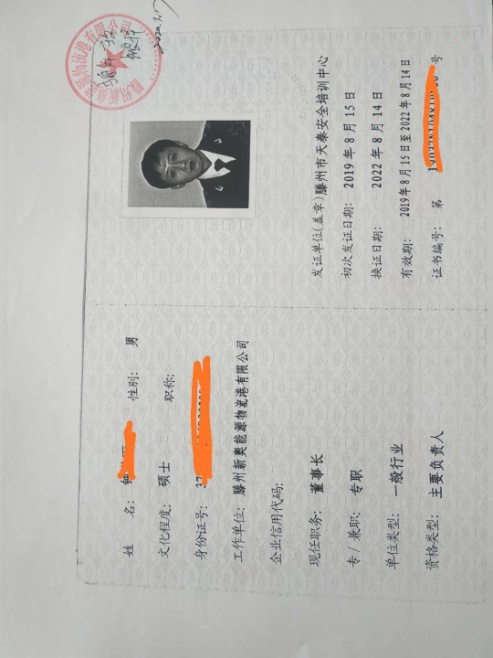 姓 名: 钟
性别: 男
文化程度: 硕士
职称:
身份证号: 37
工作单位: 滕州新奥能源物流港有限公司
企业信用代码:
现任职务: 董事长
专/兼职: 专职
单位类型: 一般行业
资格类型: 主要负责人
发证单位(盖章) 滕州市天泰安全培训中心
初次发证日期: 2019年8月15日
换证日期: 2022年8月14日
有效期: 2019年8月15日至2022年8月14日
证书编号: 第 号